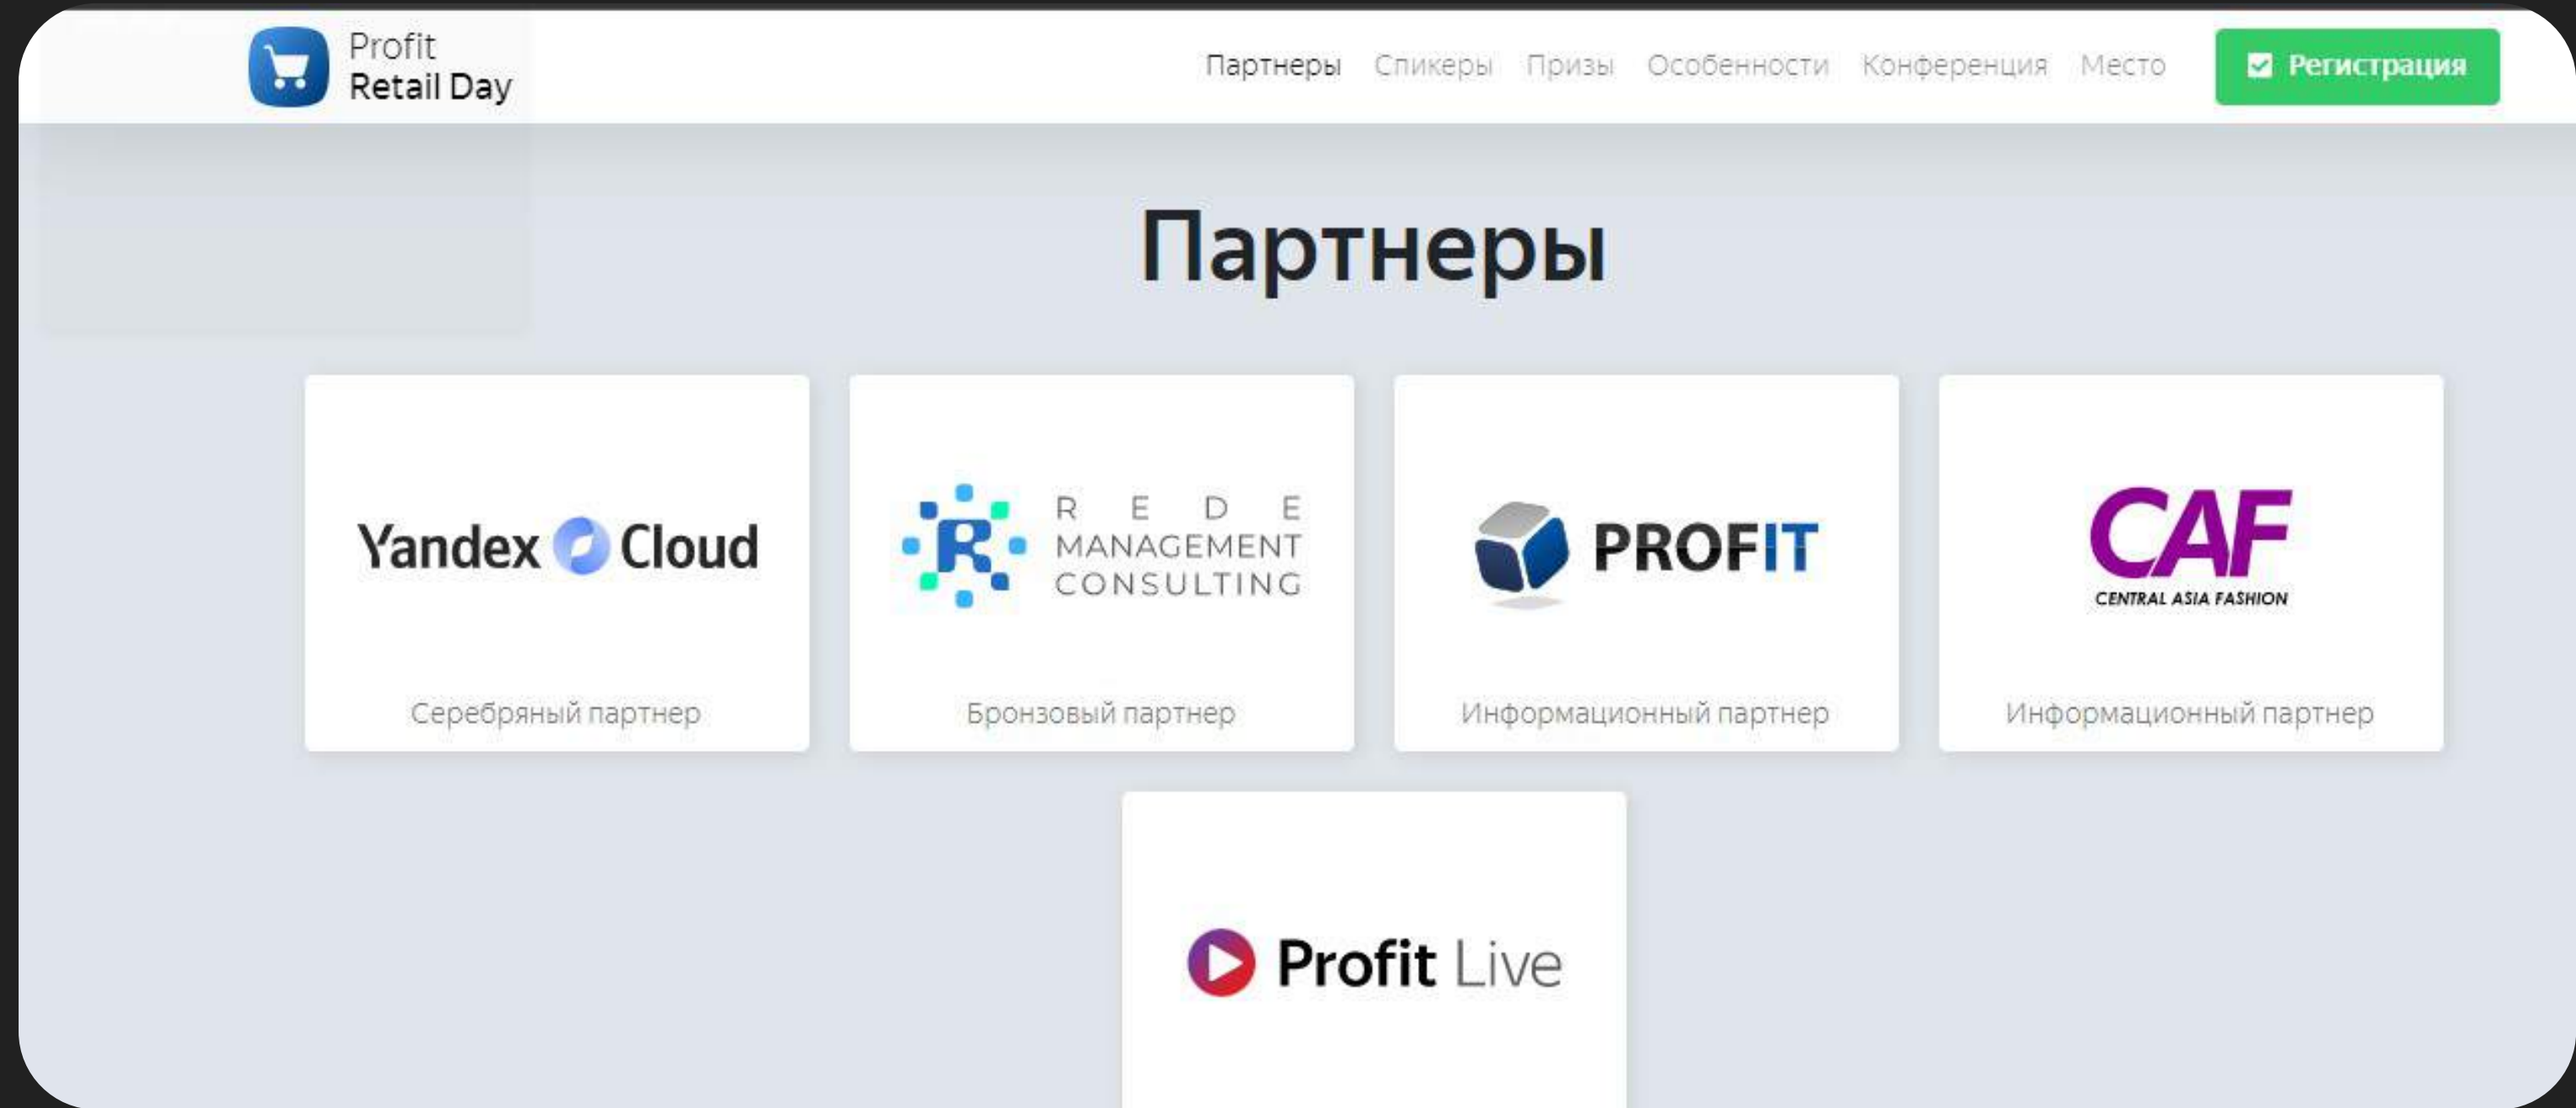 Profit
Retail Day
Партнеры Спикеры Призы Особенности Конференция Место Регистрация
Партнеры
Yandex Cloud
R
REDE
MANAGEMENT
CONSULTING
PROFIT
CAF
CENTRAL ASIA FASHION
Серебряный партнер
Бронзовый партнер
Информационный партнер
Информационный партнер
Profit Live